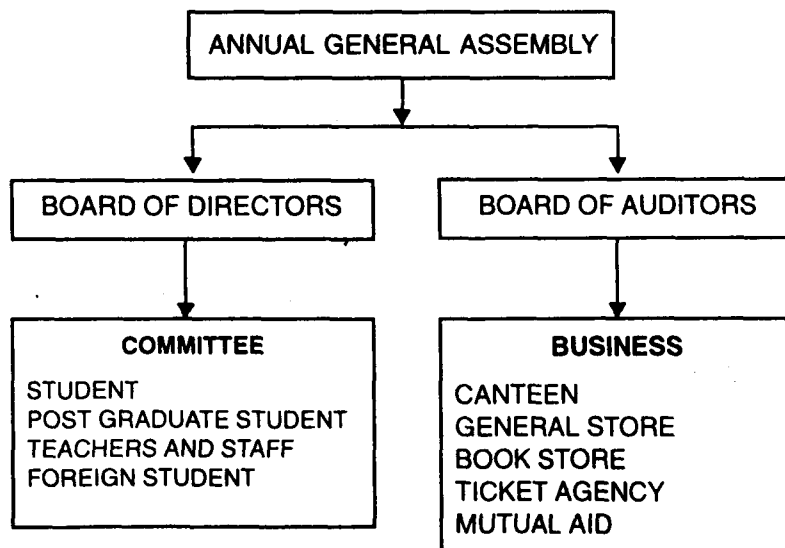 ANNUAL GENERAL ASSEMBLY
BOARD OF DIRECTORS
BOARD OF AUDITORS
COMMITTEE
STUDENT
POST GRADUATE STUDENT
TEACHERS AND STAFF
FOREIGN STUDENT
BUSINESS
CANTEEN
GENERAL STORE
BOOK STORE
TICKET AGENCY
MUTUAL AID